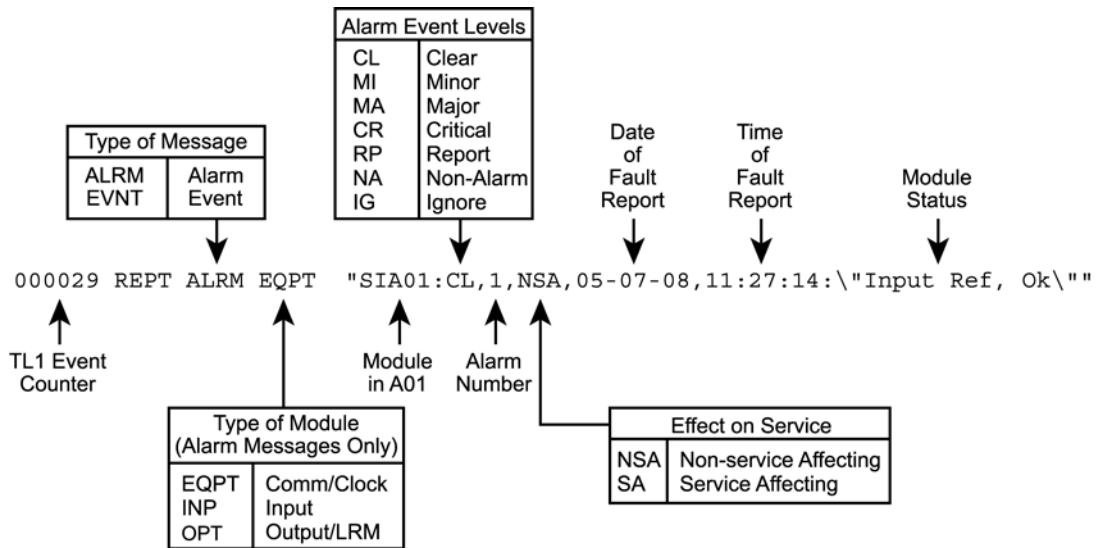 Alarm Event Levels
CL Clear
MI Minor
MA Major
CR Critical
RP Report
NA Non-Alarm
IG Ignore
Type of Message
ALRM Alarm
EVNT Event
Date
of
Fault
Report
Time
of
Fault
Report
Module
Status
000029 REPT ALRM EQPT "SIA01:CL,1,NSA,05-07-08,11:27:14:\"Input Ref, Ok\""
TL1 Event
Counter
Module
in A01
Alarm
Number
Type of Module
(Alarm Messages Only)
EQPT Comm/Clock
INP Input
OPT Output/LRM
Effect on Service
NSA Non-service Affecting
SA Service Affecting